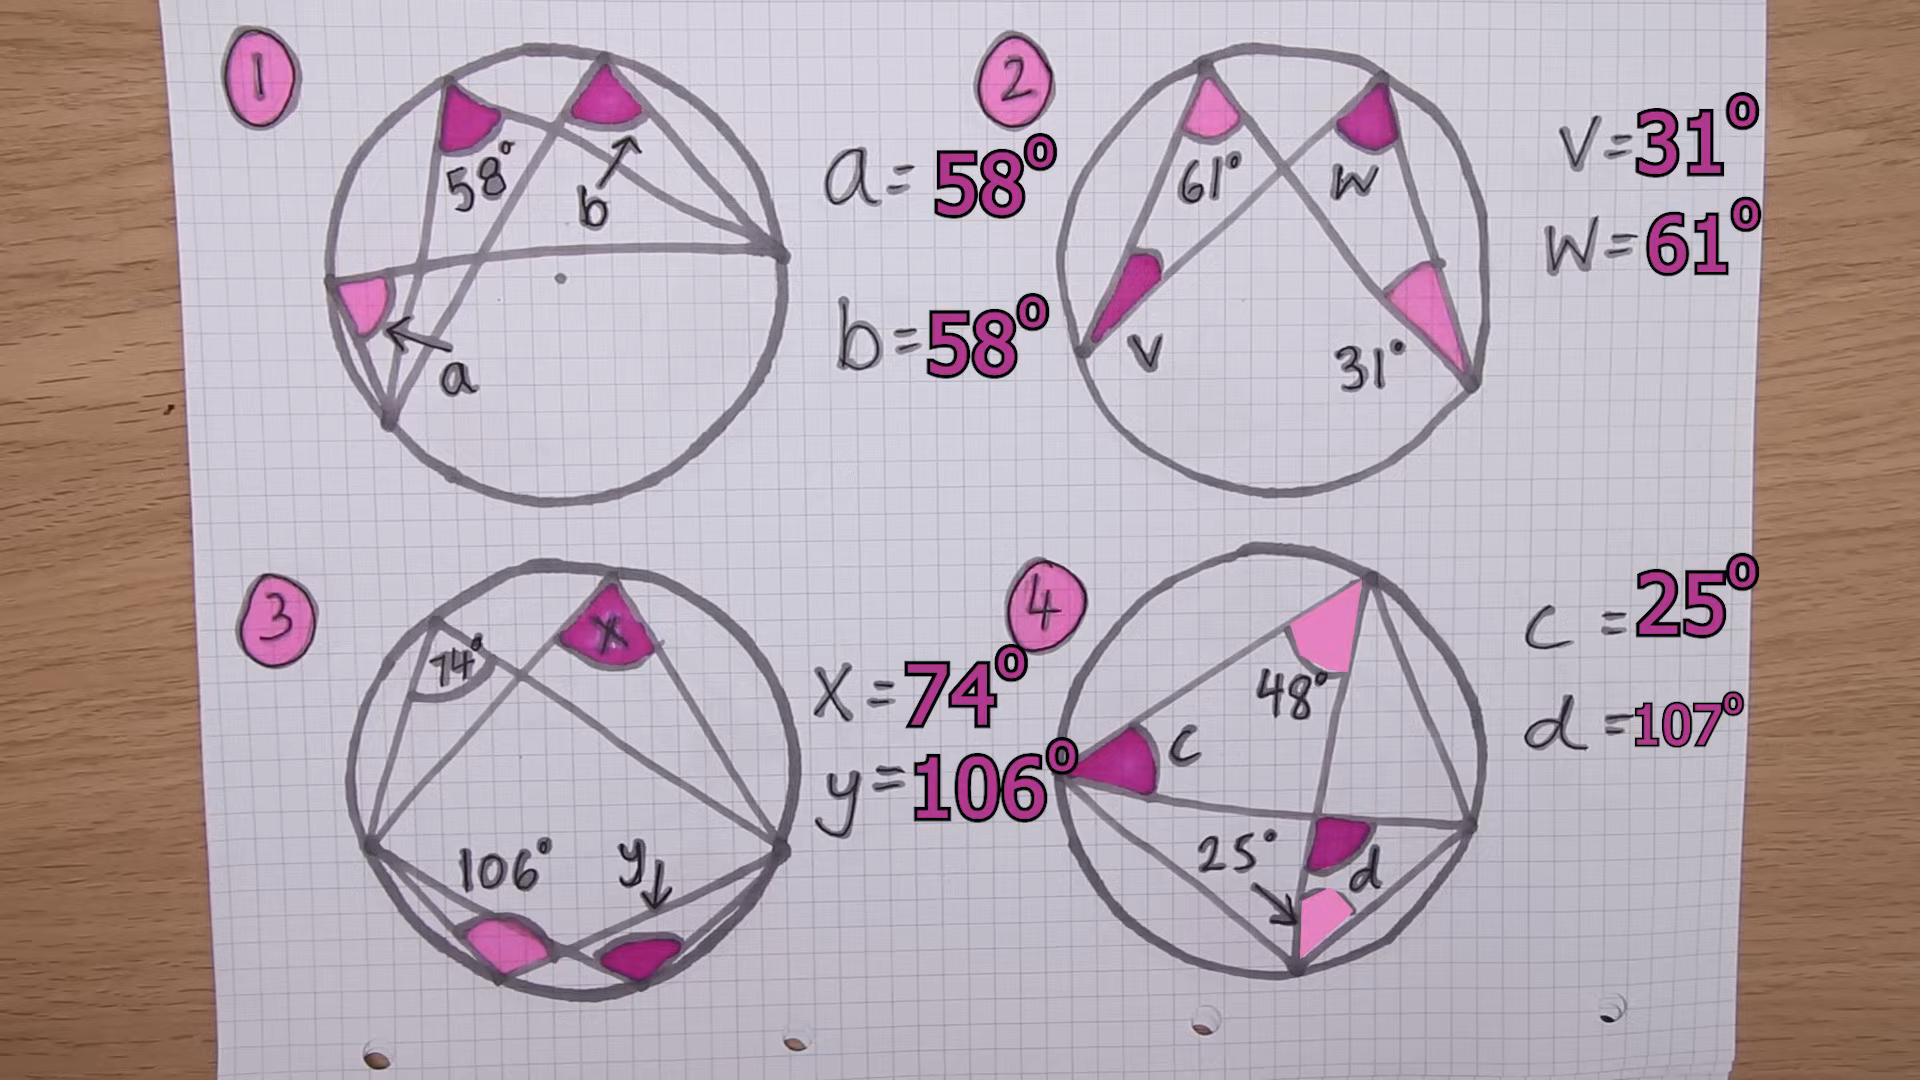 1
58°
b
a
a = 58°
b = 58°
2
61°
w
v
31°
v = 31°
w = 61°
3
74°
x
106°
y
x = 74°
y = 106°
4
48°
c
25°
d
c = 25°
d = 107°